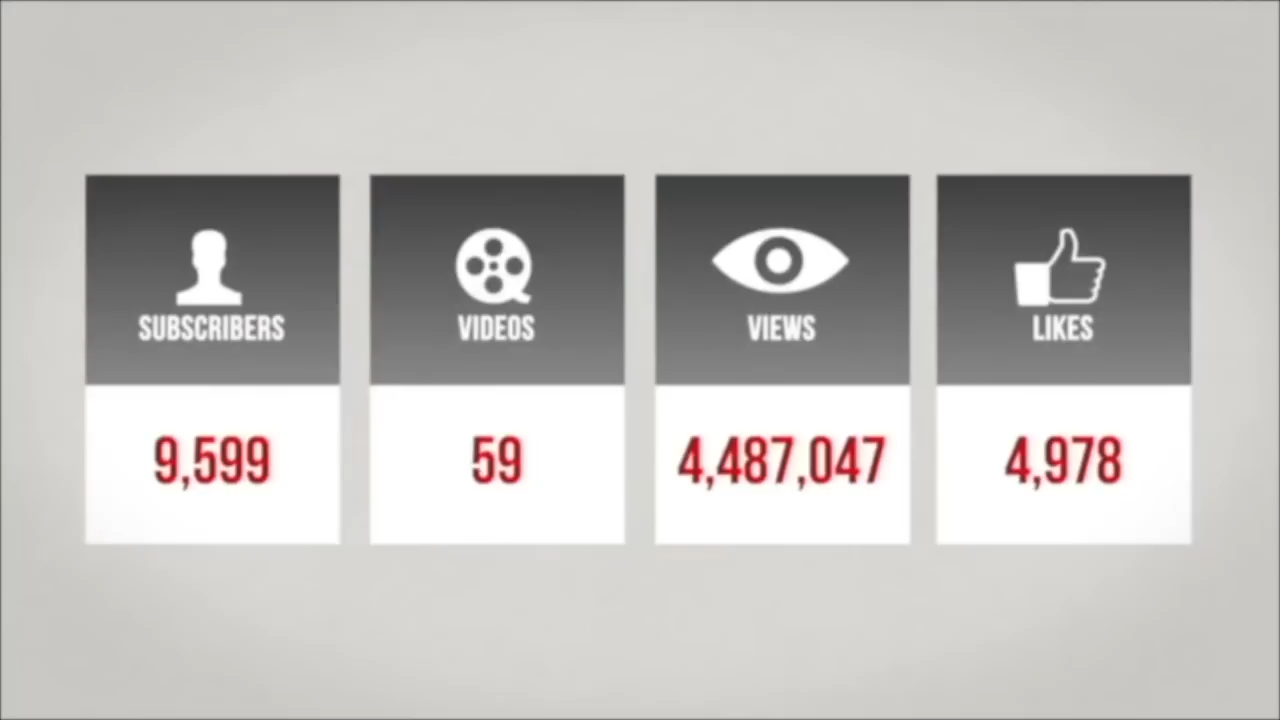 SUBSCRIBERS
9,599
VIDEOS
59
VIEWS
4,487,047
LIKES
4,978